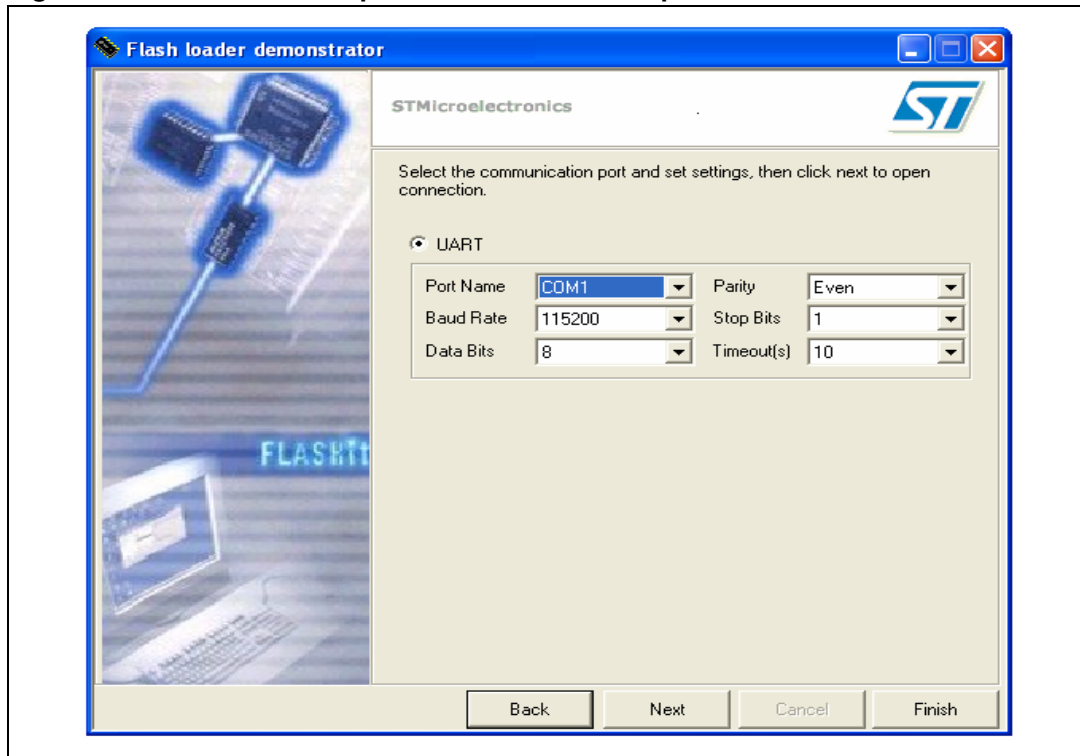 Flash loader demonstrator
STMicroelectronics
ST
Select the communication port and set settings, then click next to open
connection.
UART
Port Name COM1 Parity Even
Baud Rate 115200 Stop Bits 1
Data Bits 8 Timeout(s) 10
FLASHit
Back Next Cancel Finish